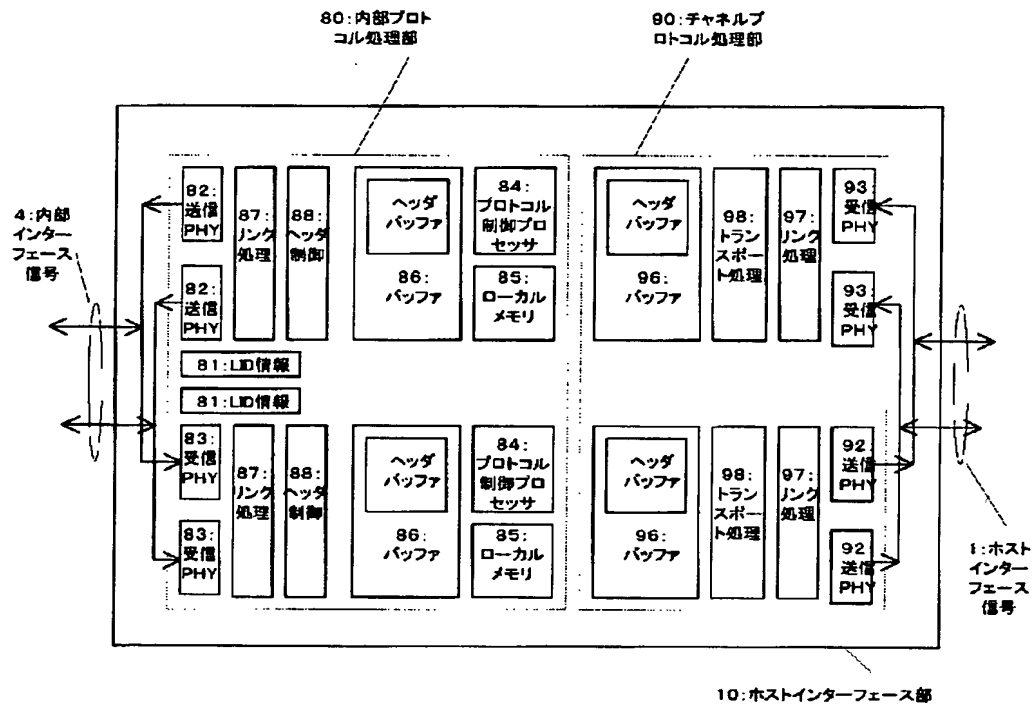 80:内部プロト
コル処理部
90:チャネルプ
ロトコル処理部
4:内部
インター
フェース
信号
82:
送信
PHY
87:
リンク
処理
88:
ヘッダ
制御
ヘッダ
バッファ
86:
バッファ
84:
プロトコル
制御プロ
セッサ
85:
ローカル
メモリ
ヘッダ
バッファ
96:
バッファ
98:
トラン
スポー
ト処理
97:
リンク
処理
93:
受信
PHY
82:
送信
PHY
93:
受信
PHY
81:LID情報
81:LID情報
83:
受信
PHY
87:
リンク
処理
88:
ヘッダ
制御
ヘッダ
バッファ
86:
バッファ
84:
プロトコル
制御プロ
セッサ
85:
ローカル
メモリ
ヘッダ
バッファ
96:
バッファ
98:
トラン
スポー
ト処理
97:
リンク
処理
92:
送信
PHY
83:
受信
PHY
92:
送信
PHY
1:ホスト
インター
フェース
信号
10:ホストインターフェース部